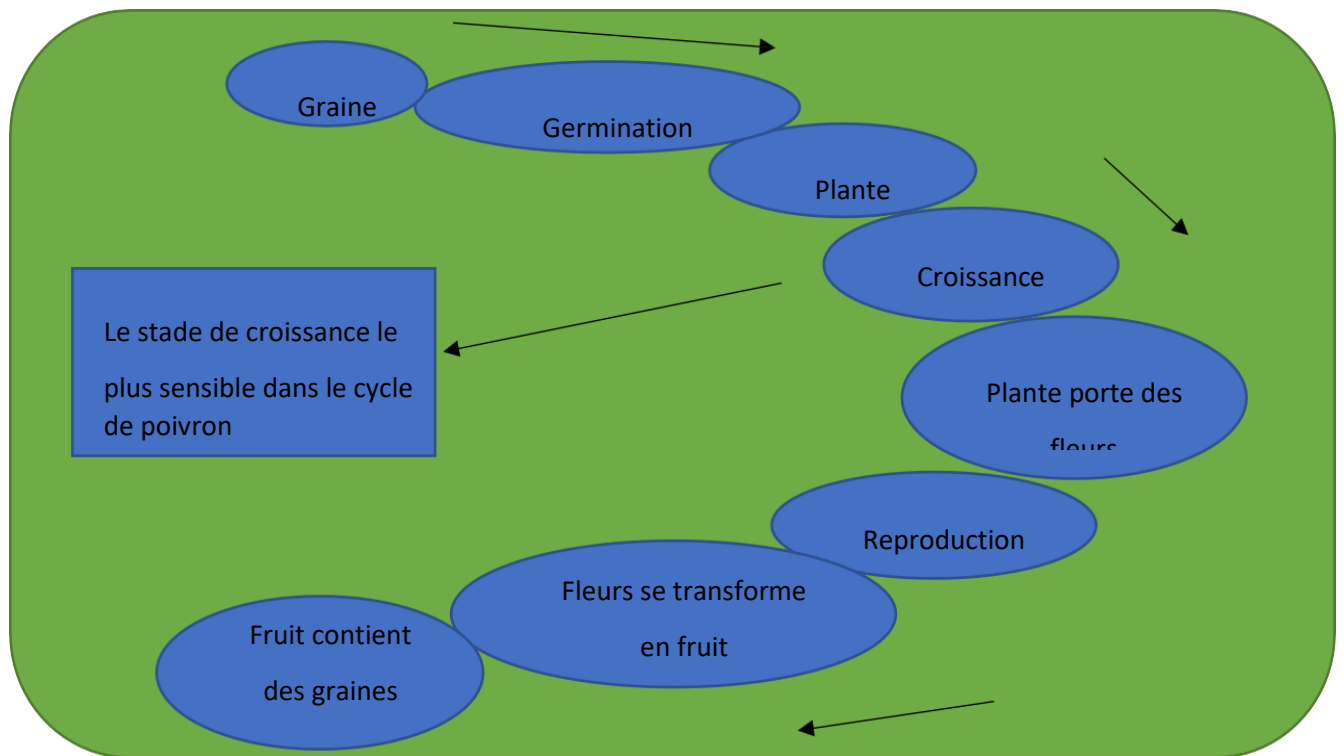 Graine
Germination
Plante
Croissance
Le stade de croissance le
plus sensible dans le cycle
de poivron
Plante porte des
fleurs
Reproduction
Fleurs se transforme
en fruit
Fruit contient
des graines